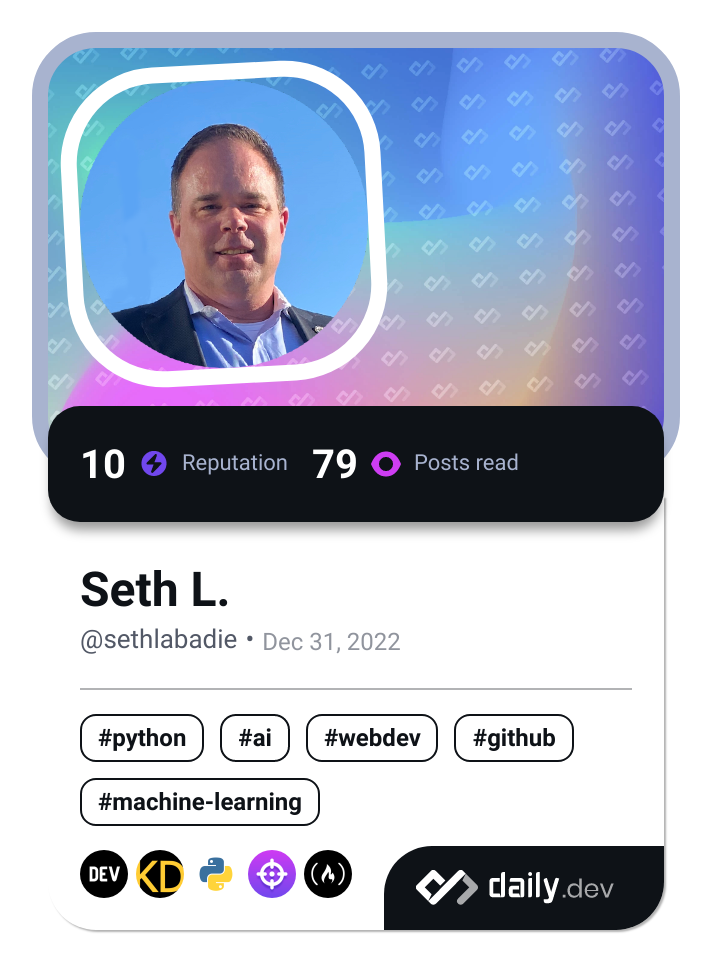 10 Reputation 79 Posts read
Seth L.
@sethlabadie • Dec 31, 2022
#python #ai #webdev #github
#machine-learning
DEV KD daily.dev